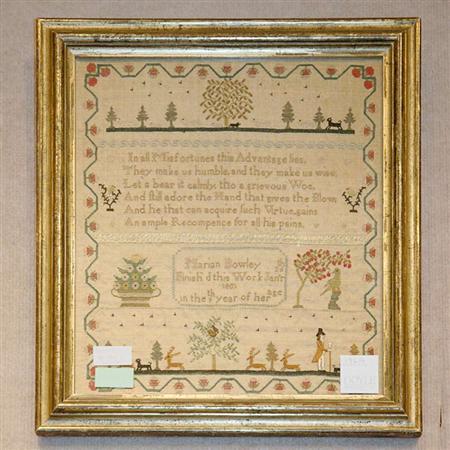 In all Misfortunes this Advantage lies,
They make us humble, and they make us wise,
Let a bear it calmly, tho a grievous Woe,
And still adore the Hand that gives the Blow,
And he that can acquire such Virtue, gains
An ample Recompence for all his pains.
Marian Bowley
Finish'd this Work Janry
in the year of her age